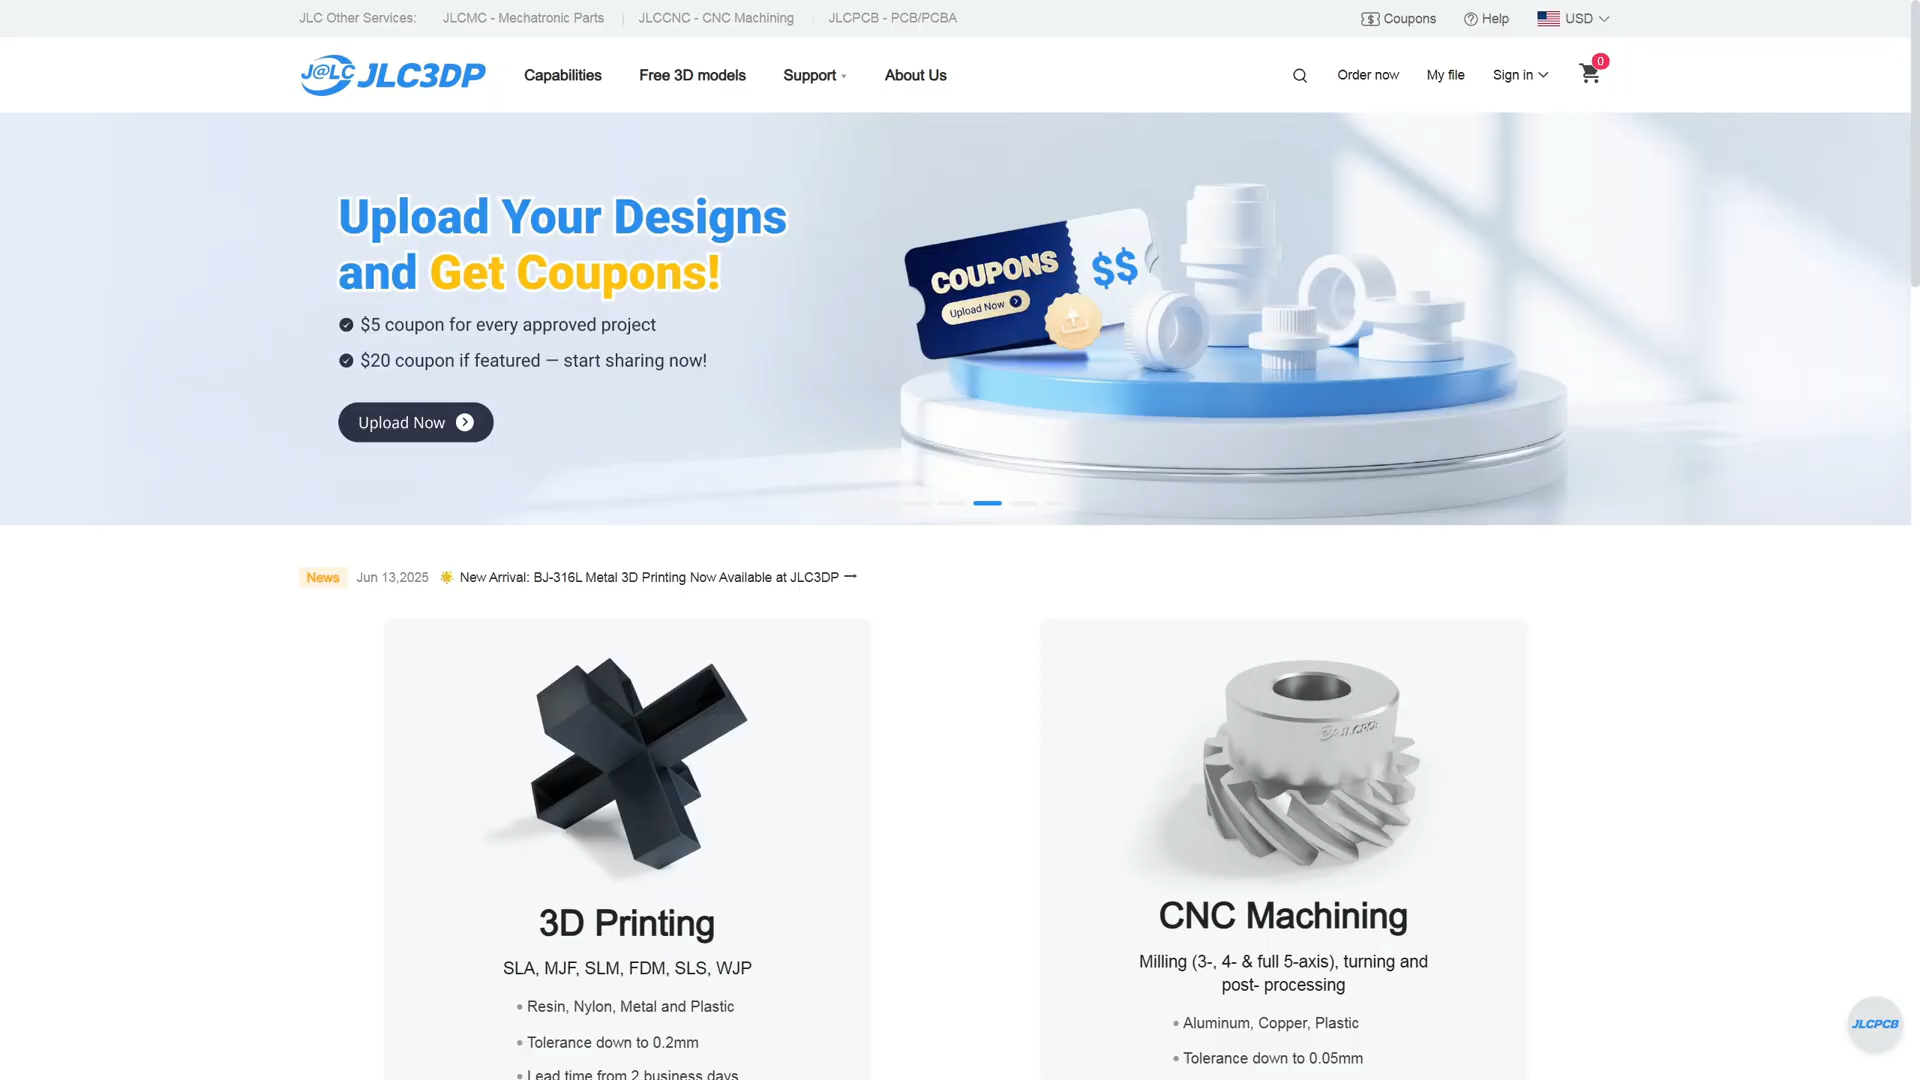 JLC Other Services:
JLCMC - Mechatronic Parts
JLCCNC - CNC Machining
JLCPCB - PCB/PCBA
Coupons
Help
USD
J@LC JLC3DP
Capabilities
Free 3D models
Support
About Us
Order now
My file
Sign in
0
Upload Your Designs
and Get Coupons!
$5 coupon for every approved project
$20 coupon if featured — start sharing now!
Upload Now
COUPONS
Upload Now
$$
News
Jun 13,2025
New Arrival: BJ-316L Metal 3D Printing Now Available at JLC3DP
3D Printing
SLA, MJF, SLM, FDM, SLS, WJP
Resin, Nylon, Metal and Plastic
Tolerance down to 0.2mm
Lead time from 2 business days
JLCPCB
CNC Machining
Milling (3-, 4- & full 5-axis), turning and
post- processing
Aluminum, Copper, Plastic
Tolerance down to 0.05mm
JLCPCB